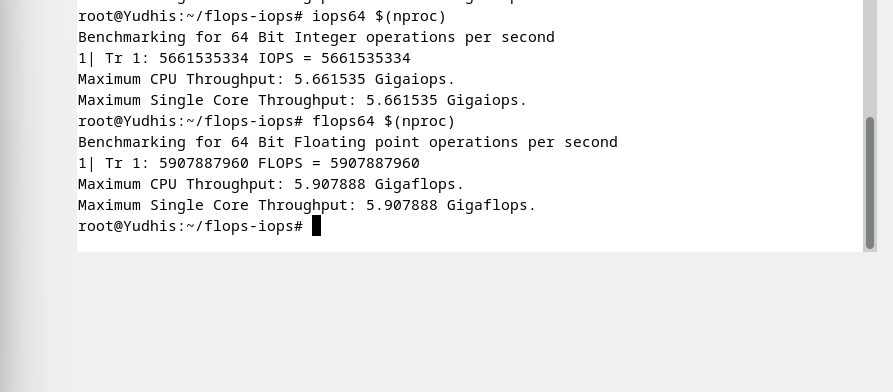 root@Yudhis:~/flops-iops# iops64 $(nproc)
Benchmarking for 64 Bit Integer operations per second
1| Tr 1: 5661535334 IOPS = 5661535334
Maximum CPU Throughput: 5.661535 Gigaiops.
Maximum Single Core Throughput: 5.661535 Gigaiops.
root@Yudhis:~/flops-iops# flops64 $(nproc)
Benchmarking for 64 Bit Floating point operations per second
1| Tr 1: 5907887960 FLOPS = 5907887960
Maximum CPU Throughput: 5.907888 Gigaflops.
Maximum Single Core Throughput: 5.907888 Gigaflops.
root@Yudhis:~/flops-iops#